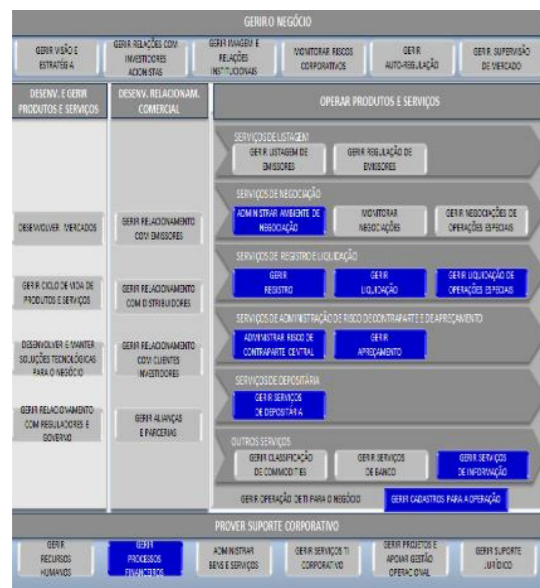 GERIR O NEGÓCIO
GERIR VISÃO E
ESTRATÉGIA
GERIR RELAÇÕES COM
INVESTIDORES
ACIONISTAS
GERIR IMAGEM E
RELAÇÕES
INSTITUCIONAIS
MONITORAR RISCOS
CORPORATIVOS
GERIR
AUTO-REGULAÇÃO
GERIR SUPERVISÃO
DE MERCADO
DESENV. E GERIR
PRODUTOS E SERVIÇOS
DESENV. RELACIONAM.
COMERCIAL
OPERAR PRODUTOS E SERVIÇOS
DESENVOLVER MERCADOS
GERIR CICLO DE VIDA DE
PRODUTOS E SERVIÇOS
DESENVOLVER E MANTER
SOLUÇÕES TECNOLÓGICAS
PARA O NEGÓCIO
GERIR RELACIONAMENTO
COM REGULADORES E
GOVERNO
GERIR RELACIONAMENTO
COM EMISSORES
GERIR RELACIONAMENTO
COM DISTRIBUIDORES
GERIR RELACIONAMENTO
COM CLIENTES
INVESTIDORES
GERIR ALIANÇAS
E PARCERIAS
SERVIÇOS DE LISTAGEM
GERIR LISTAGEM DE
EMISSORES
GERIR REGULAÇÃO DE
EMISSORES
SERVIÇOS DE NEGOCIAÇÃO
ADMINISTRAR AMBIENTE DE
NEGOCIAÇÃO
MONITORAR
NEGOCIAÇÕES
GERIR NEGOCIAÇÕES DE
OPERAÇÕES ESPECIAIS
SERVIÇOS DE REGISTRO E LIQUIDAÇÃO
GERIR
REGISTRO
GERIR
LIQUIDAÇÃO
GERIR LIQUIDAÇÃO DE
OPERAÇÕES ESPECIAIS
SERVIÇOS DE ADMINISTRAÇÃO DE RISCO DE CONTRAPARTE E DE APREÇAMENTO
ADMINISTRAR RISCO DE
CONTRAPARTE CENTRAL
GERIR
APREÇAMENTO
SERVIÇOS DE DEPOSITÁRIA
GERIR SERVIÇOS
DE DEPOSITÁRIA
OUTROS SERVIÇOS
GERIR CLASSIFICAÇÃO
DE COMMODITIES
GERIR SERVIÇOS
DE BANCO
GERIR SERVIÇOS
DE INFORMAÇÃO
GERIR OPERAÇÃO DE TI PARA O NEGÓCIO
GERIR CADASTROS PARA A OPERAÇÃO
PROVER SUPORTE CORPORATIVO
GERIR
RECURSOS
HUMANOS
GERIR
PROCESSOS
FINANCEIROS
ADMINISTRAR
BENS E SERVIÇOS
GERIR SERVIÇOS TI
CORPORATIVO
GERIR PROJETOS E
APOIAR GESTÃO
OPERACIONAL
GERIR SUPORTE
JURÍDICO